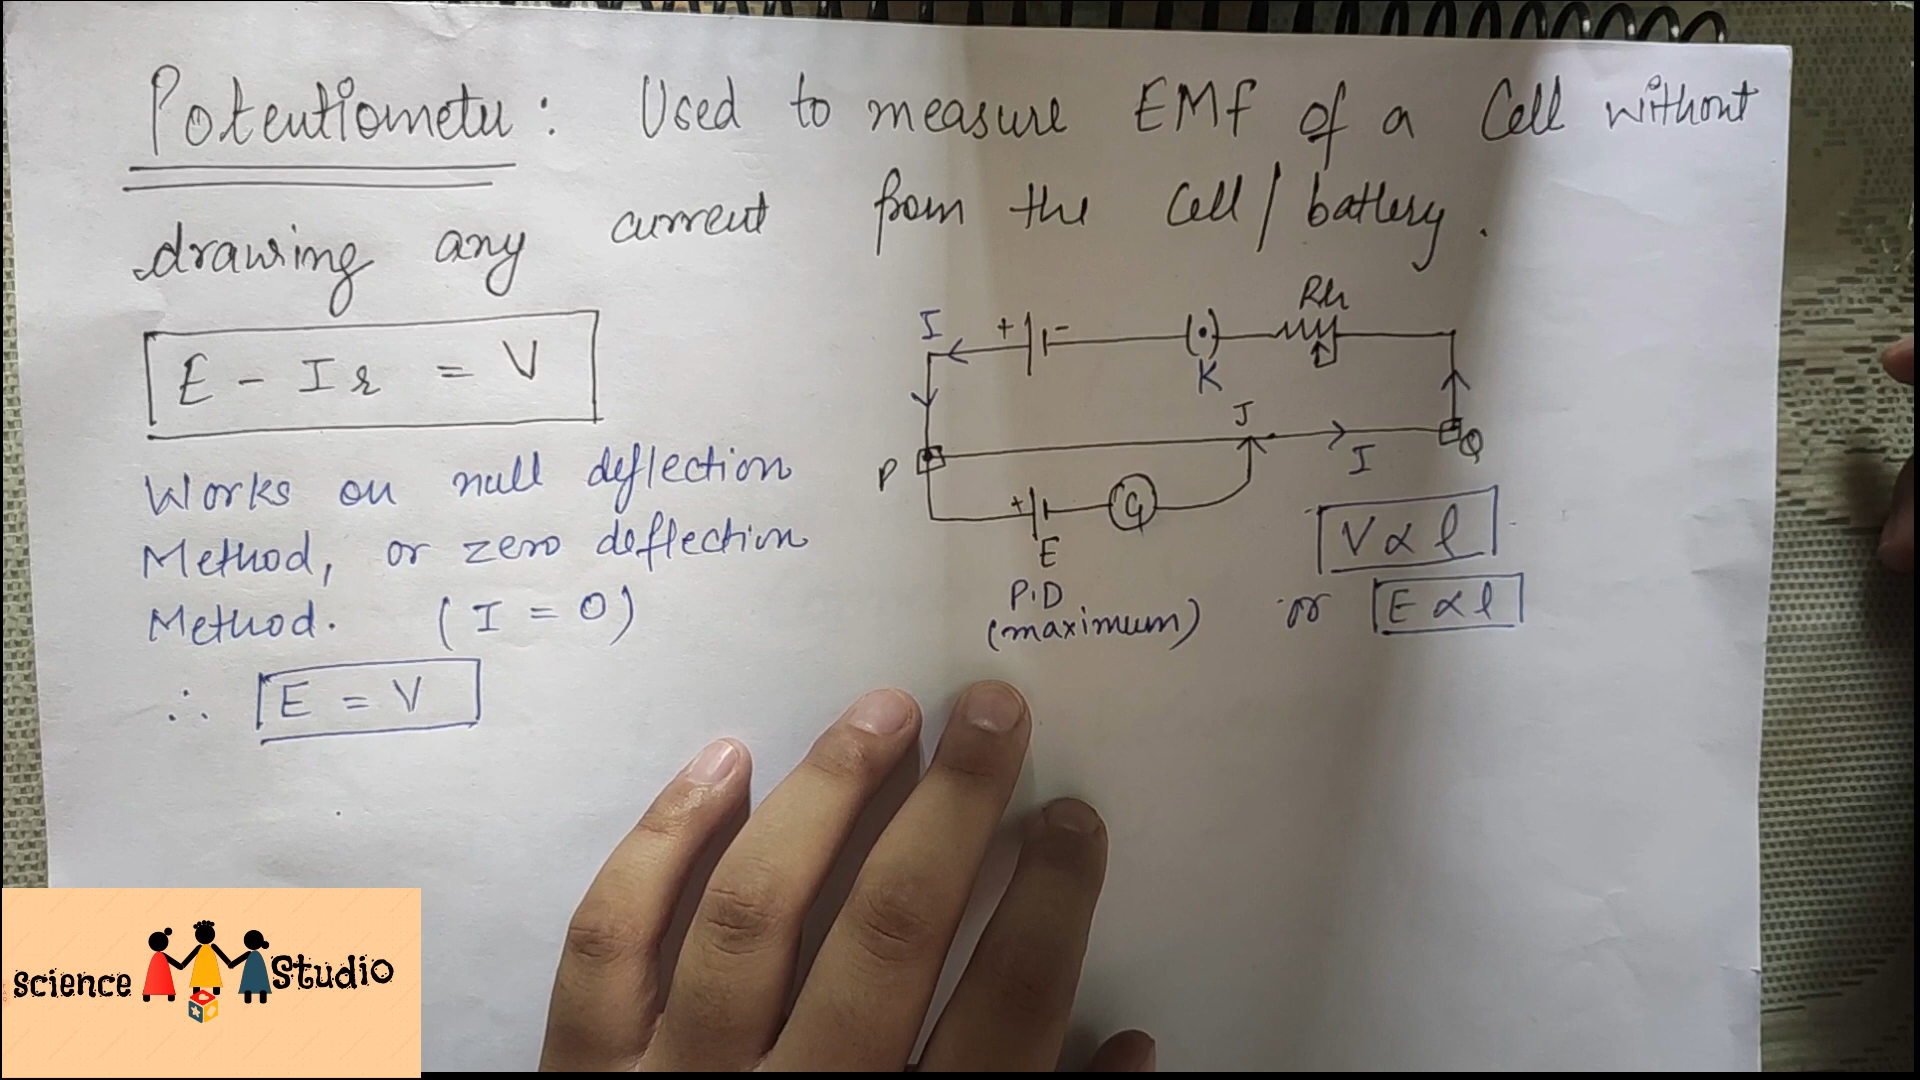 Potentiometer : Used to measure EMF of a Cell without
drawing any current from the Cell / battery.
E - Ir = V
Works on null deflection
Method, or zero deflection
Method. (I = 0)
∴ E = V
I + - K Rh
P J I Q
+ E G
P.D
(maximum)
V ∝ l
or E ∝ l
Science Studio